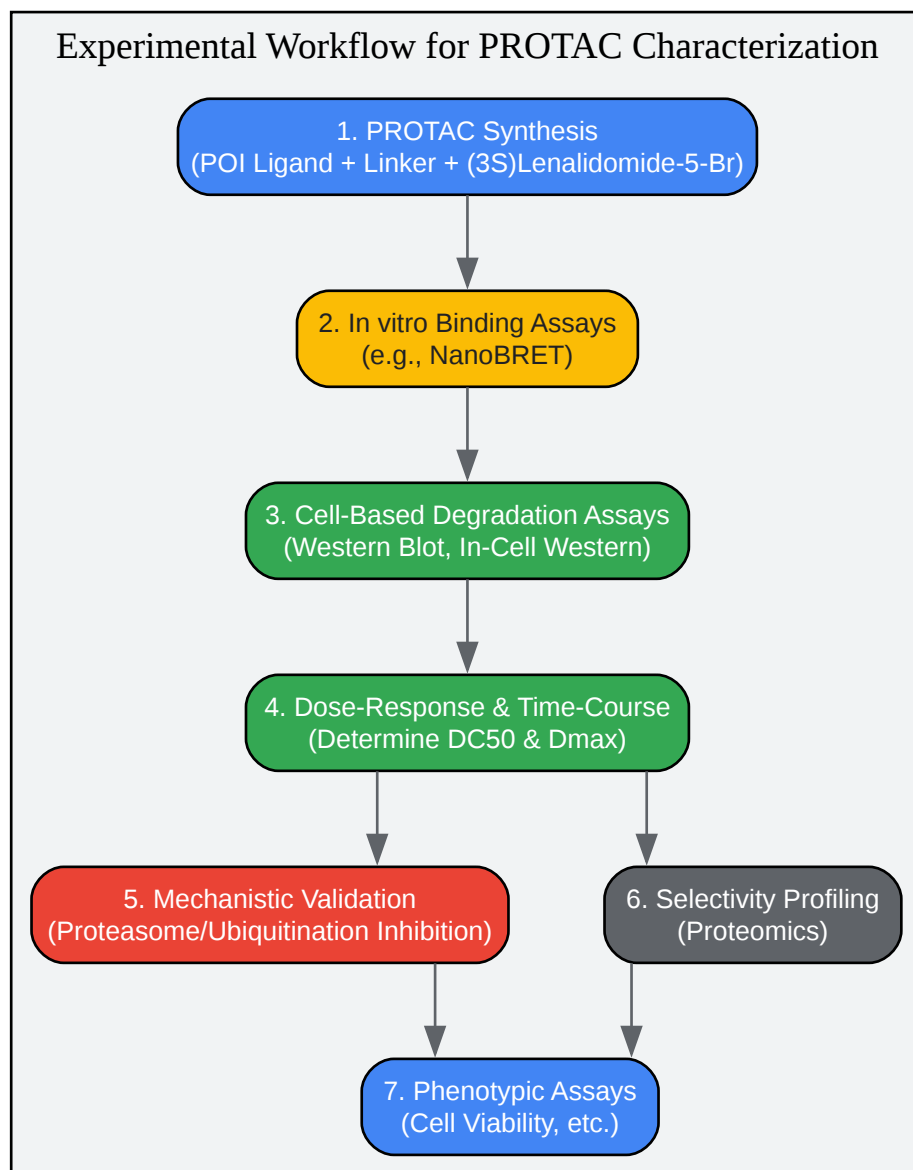 Experimental Workflow for PROTAC Characterization
1. PROTAC Synthesis
(POI Ligand + Linker + (3S)Lenalidomide-5-Br)
2. In vitro Binding Assays
(e.g., NanoBRET)
3. Cell-Based Degradation Assays
(Western Blot, In-Cell Western)
4. Dose-Response & Time-Course
(Determine DC50 & Dmax)
5. Mechanistic Validation
(Proteasome/Ubiquitination Inhibition)
6. Selectivity Profiling
(Proteomics)
7. Phenotypic Assays
(Cell Viability, etc.)